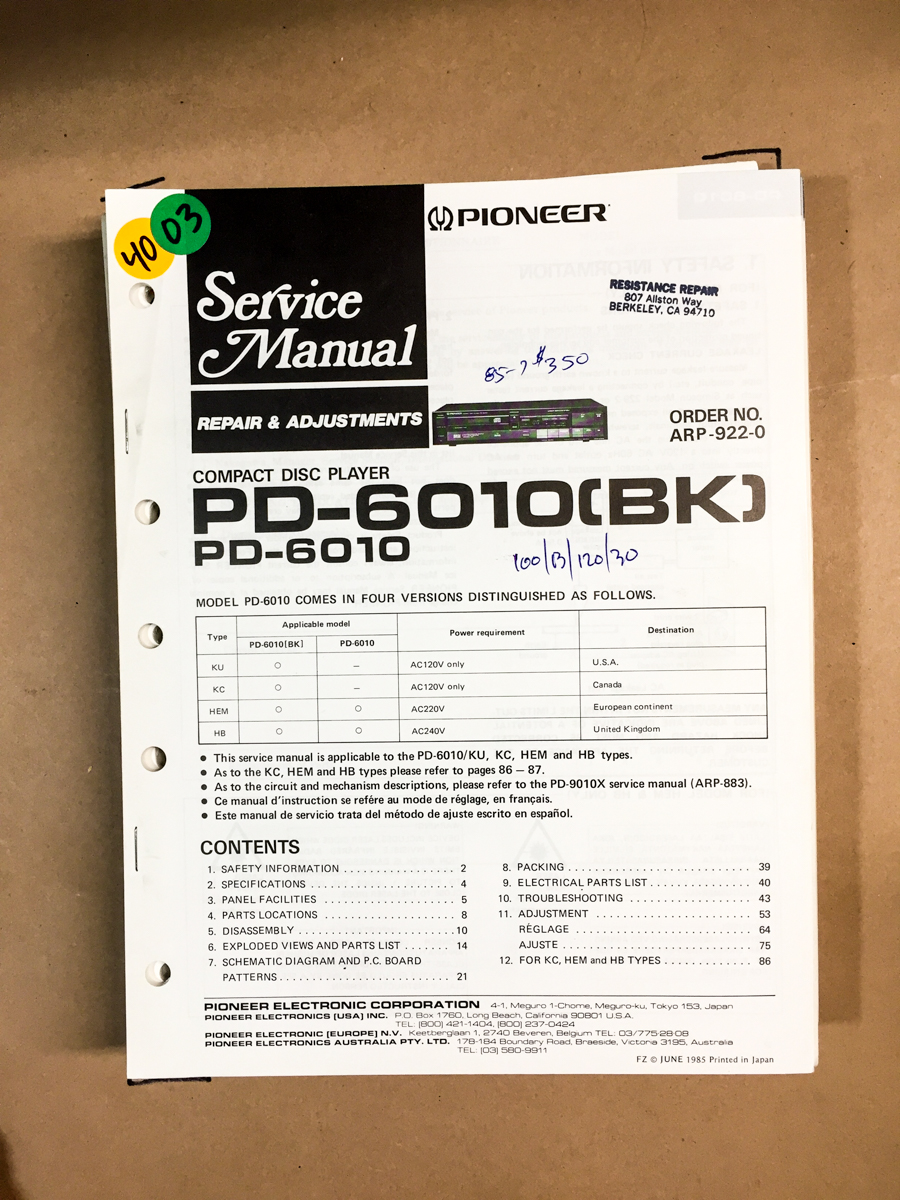 40 03
Service
Manual
PIONEER
RESISTANCE REPAIR
807 Allston Way
BERKELEY, CA 94710
85-7 $350
REPAIR & ADJUSTMENTS
ORDER NO.
ARP-922-0
COMPACT DISC PLAYER
PD-6010(BK)
PD-6010
100/B/120/30
MODEL PD-6010 COMES IN FOUR VERSIONS DISTINGUISHED AS FOLLOWS.
Type Applicable model Power requirement Destination
PD-6010[BK] PD-6010
KU ○ – AC120V only U.S.A.
KC ○ – AC120V only Canada
HEM ○ ○ AC220V European continent
HB ○ ○ AC240V United Kingdom
● This service manual is applicable to the PD-6010/KU, KC, HEM and HB types.
● As to the KC, HEM and HB types please refer to pages 86 – 87.
● As to the circuit and mechanism descriptions, please refer to the PD-9010X service manual (ARP-883).
● Ce manual d'instruction se refére au mode de réglage, en français.
● Este manual de servicio trata del método de ajuste escrito en español.
CONTENTS
1. SAFETY INFORMATION . . . . . . . . . . . . . . . . . 2
2. SPECIFICATIONS . . . . . . . . . . . . . . . . . . . . . . 4
3. PANEL FACILITIES . . . . . . . . . . . . . . . . . . . . 5
4. PARTS LOCATIONS . . . . . . . . . . . . . . . . . . . . 8
5. DISASSEMBLY . . . . . . . . . . . . . . . . . . . . . . . . 10
6. EXPLODED VIEWS AND PARTS LIST . . . . . . . 14
7. SCHEMATIC DIAGRAM AND P.C. BOARD
PATTERNS . . . . . . . . . . . . . . . . . . . . . . . . . . 21
8. PACKING . . . . . . . . . . . . . . . . . . . . . . . . . . . 39
9. ELECTRICAL PARTS LIST . . . . . . . . . . . . . . . 40
10. TROUBLESHOOTING . . . . . . . . . . . . . . . . . . 43
11. ADJUSTMENT . . . . . . . . . . . . . . . . . . . . . . . 53
RÉGLAGE . . . . . . . . . . . . . . . . . . . . . . . . . . 64
AJUSTE . . . . . . . . . . . . . . . . . . . . . . . . . . . . 75
12. FOR KC, HEM and HB TYPES . . . . . . . . . . . . . 86
PIONEER ELECTRONIC CORPORATION 4-1, Meguro 1-Chome, Meguro-ku, Tokyo 153, Japan
PIONEER ELECTRONICS [USA] INC. P.O. Box 1760, Long Beach, California 90801 U.S.A.
TEL: (800) 421-1404, (800) 237-0424
PIONEER ELECTRONIC [EUROPE] N.V. Keetberglaan 1, 2740 Beveren, Belgium TEL: 03/775·28·08
PIONEER ELECTRONICS AUSTRALIA PTY. LTD. 178-184 Boundary Road, Braeside, Victoria 3195, Australia
TEL: (03) 580-9911
FZ © JUNE 1985 Printed in Japan